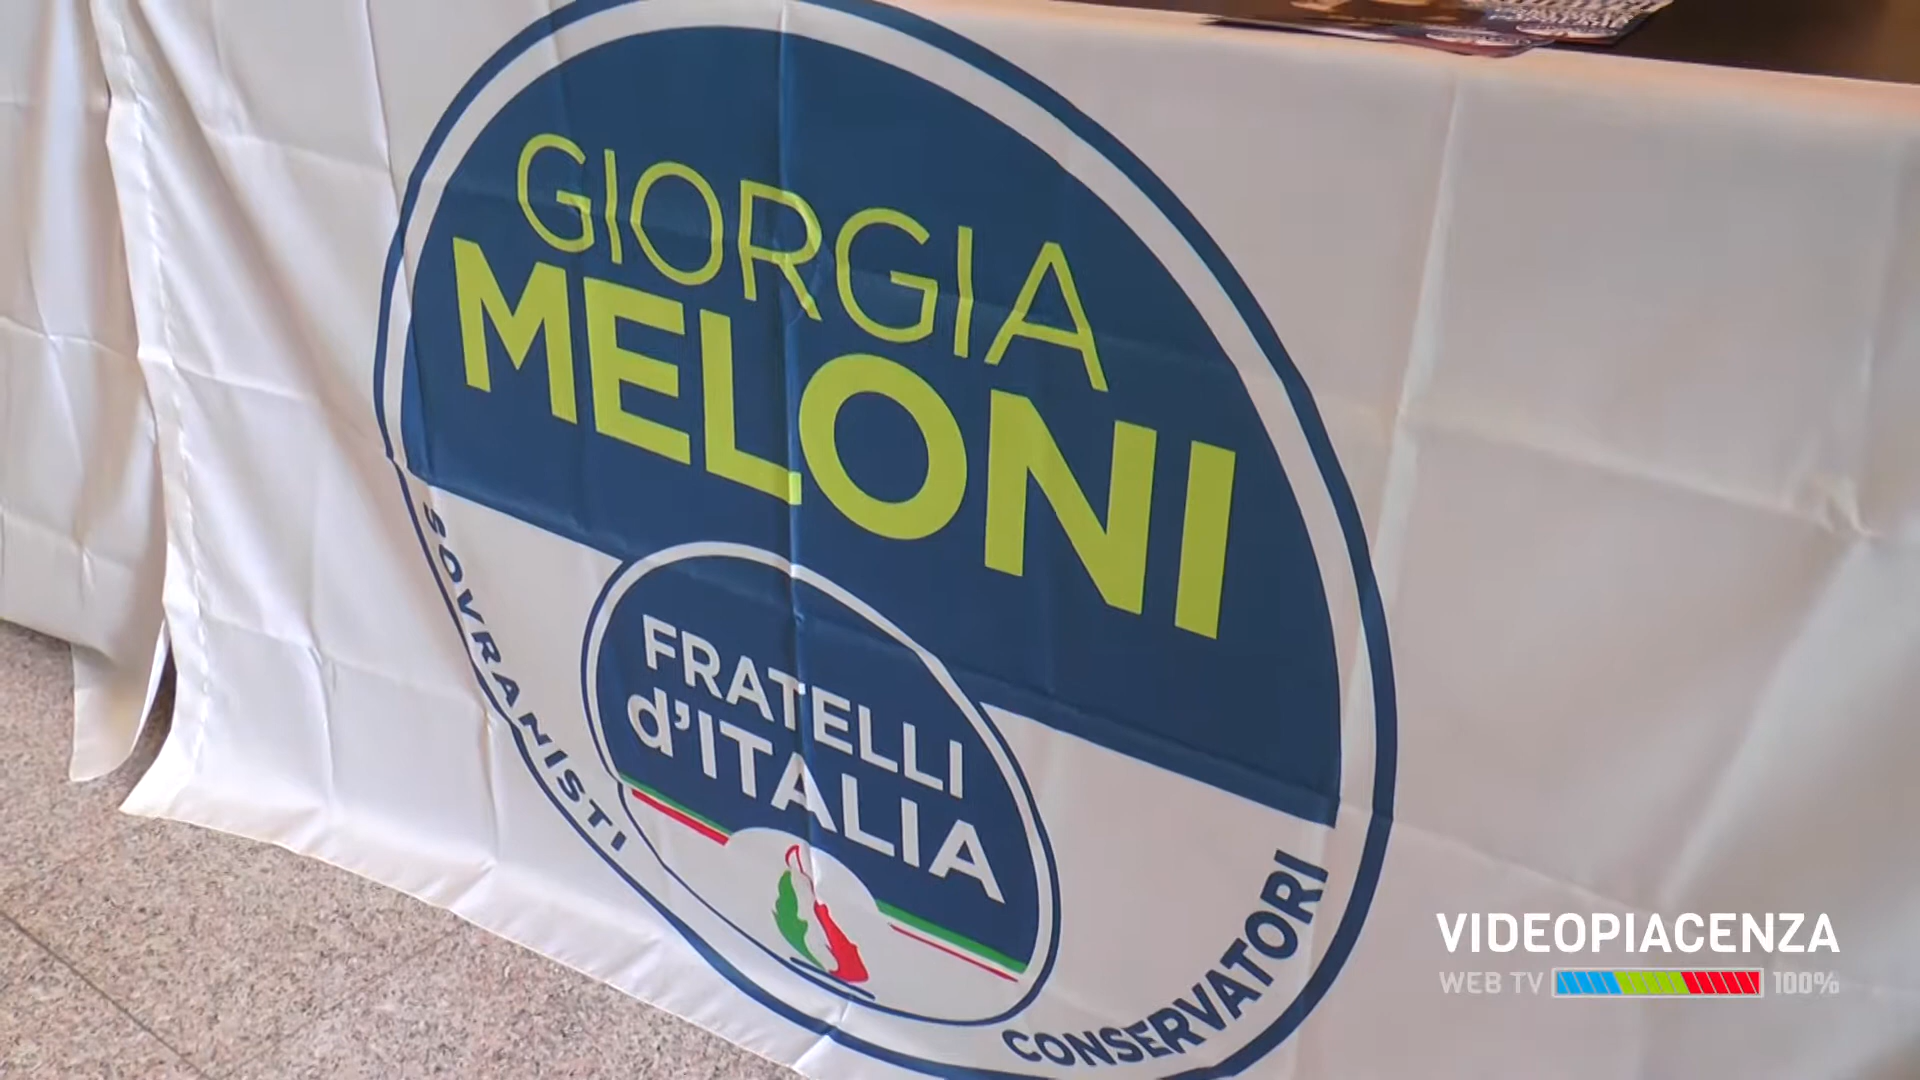 GIORGIA
MELONI
FRATELLI
d'ITALIA
SOVRANISTI
CONSERVATORI
VIDEOPIACENZA
WEB TV 100%